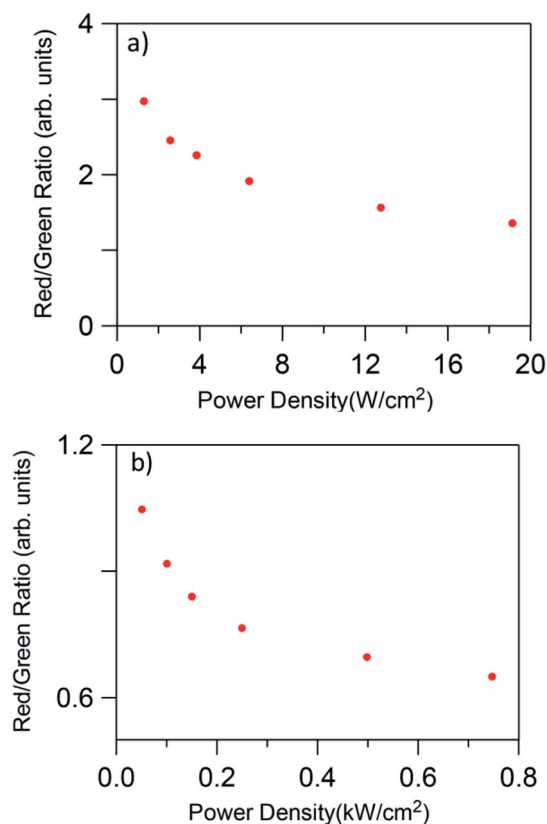 a)
Red/Green Ratio (arb. units)
4
2
0
0 4 8 12 16 20
Power Density(W/cm²)
b)
Red/Green Ratio (arb. units)
1.2
0.6
0.0 0.2 0.4 0.6 0.8
Power Density(kW/cm²)